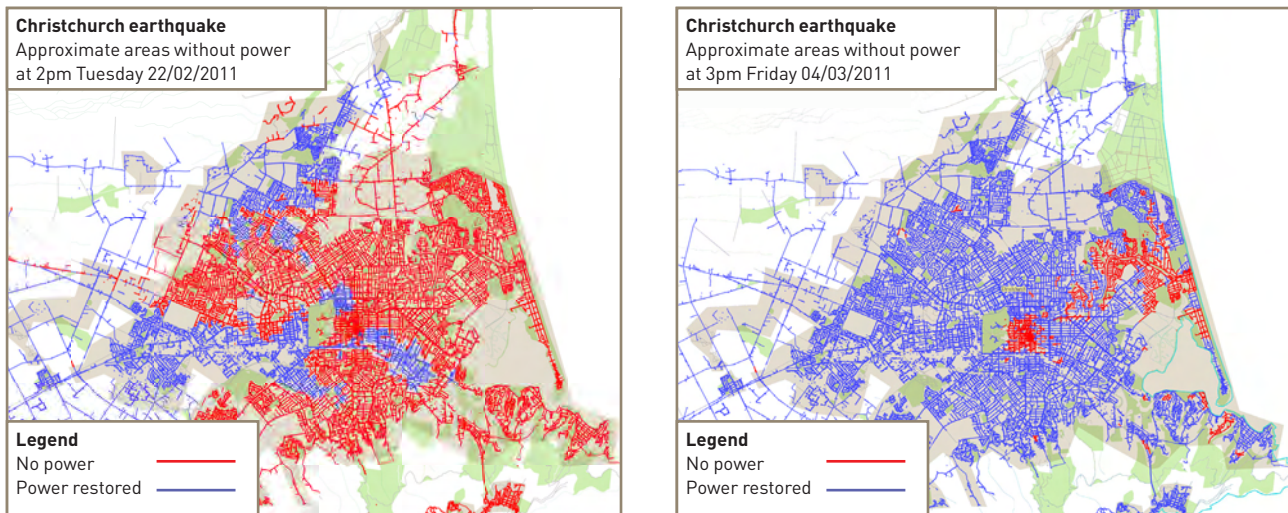 Christchurch earthquake
Approximate areas without power
at 2pm Tuesday 22/02/2011
Legend
No power
Power restored
Christchurch earthquake
Approximate areas without power
at 3pm Friday 04/03/2011
Legend
No power
Power restored